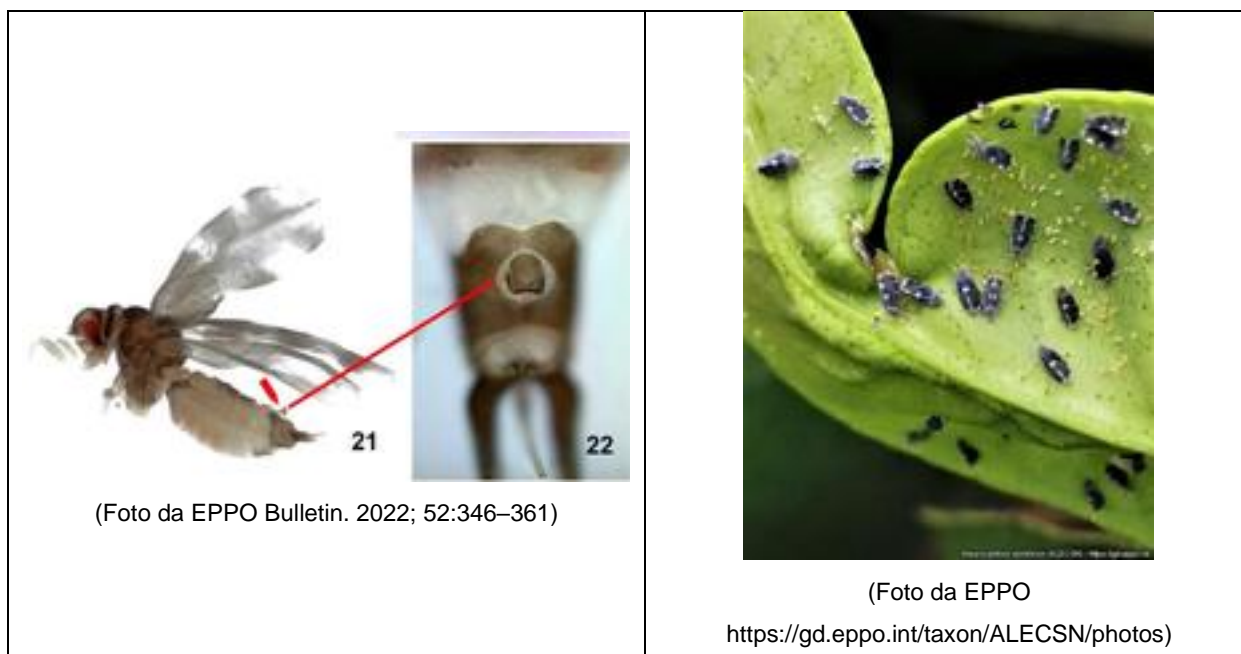 21
22
(Foto da EPPO Bulletin. 2022; 52:346–361)
(Foto da EPPO
https://gd.eppo.int/taxon/ALECSN/photos)